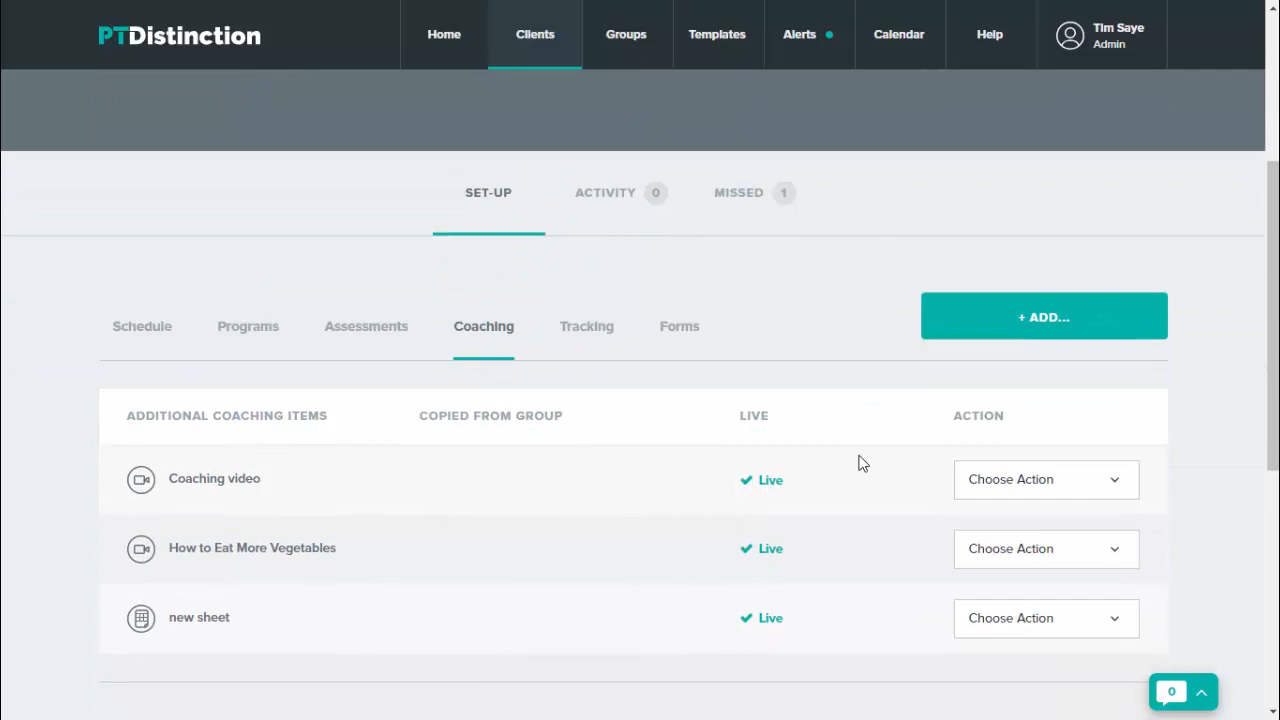 PTDistinction
Home
Clients
Groups
Templates
Alerts
Calendar
Help
Tim Saye
Admin
SET-UP
ACTIVITY 0
MISSED 1
Schedule
Programs
Assessments
Coaching
Tracking
Forms
+ ADD...
ADDITIONAL COACHING ITEMS
COPIED FROM GROUP
LIVE
ACTION
Coaching video
Live
Choose Action
How to Eat More Vegetables
Live
Choose Action
new sheet
Live
Choose Action
0